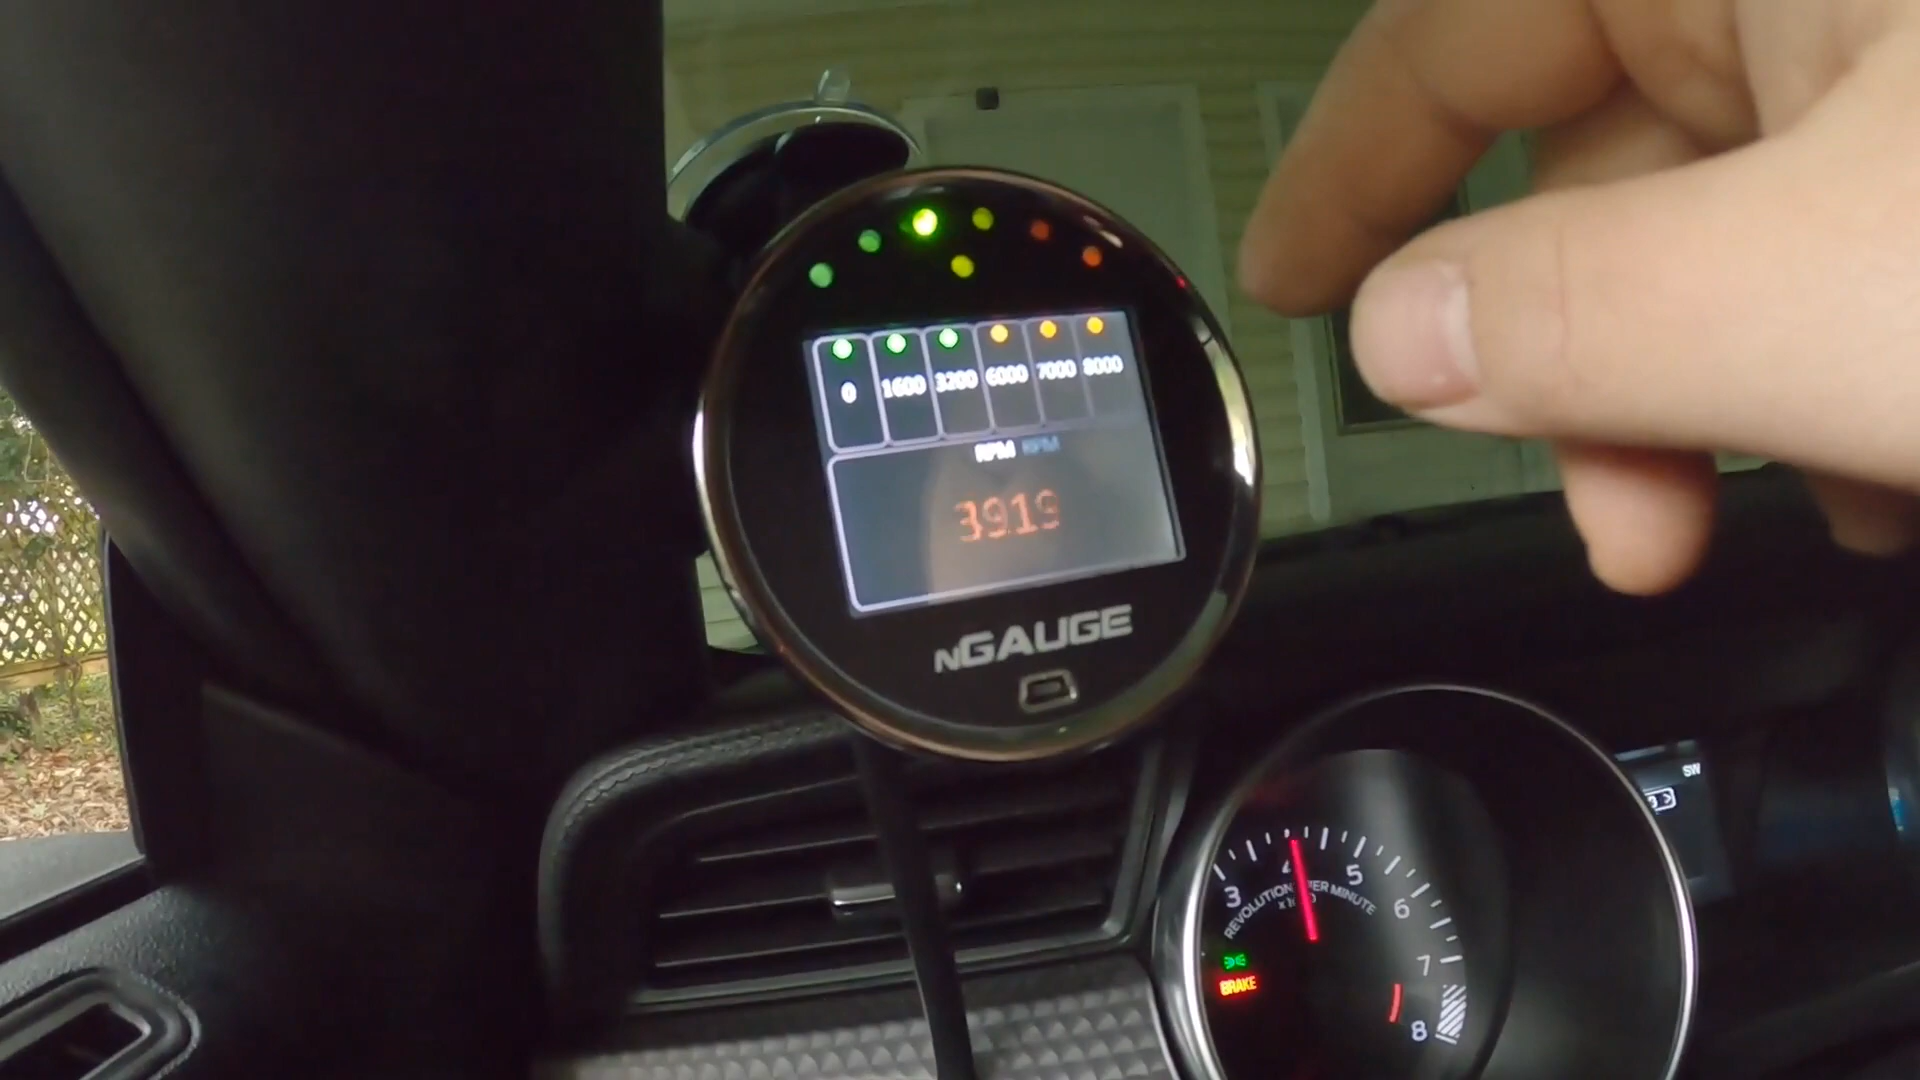 0 1600 3200 6000 7000 8000
RPM RPM
3919
nGAUGE
SW
3 4 5 6 7 8
REVOLUTIONS PER MINUTE
BRAKE